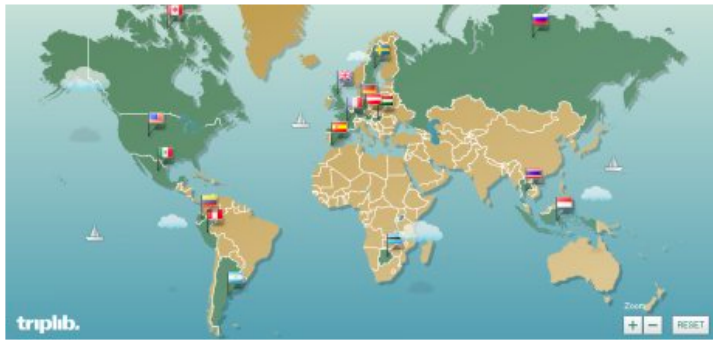 triplib.
Zoom
+ − RESET